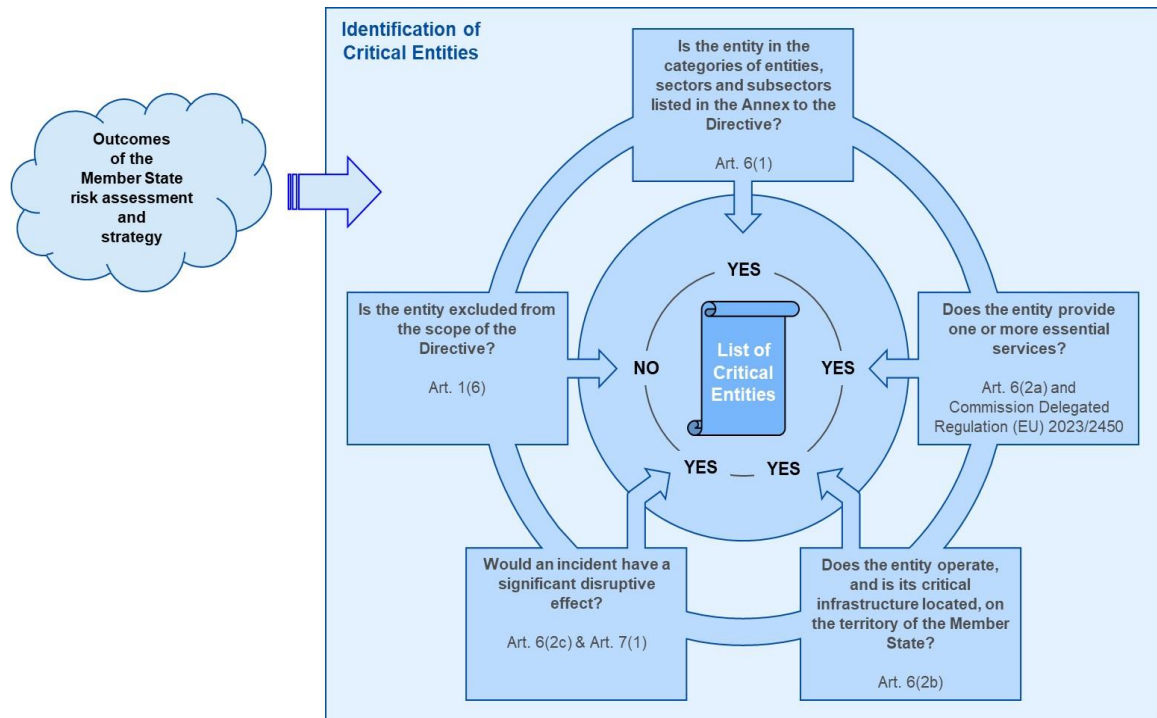 Identification of
Critical Entities
Outcomes
of the
Member State
risk assessment
and
strategy
Is the entity in the
categories of entities,
sectors and subsectors
listed in the Annex to the
Directive?
Art. 6(1)
Is the entity excluded from
the scope of the
Directive?
Art. 1(6)
Does the entity provide
one or more essential
services?
Art. 6(2a) and
Commission Delegated
Regulation (EU) 2023/2450
YES
NO
List of
Critical
Entities
YES
YES
YES
Would an incident have a
significant disruptive
effect?
Art. 6(2c) & Art. 7(1)
Does the entity operate,
and is its critical
infrastructure located, on
the territory of the Member
State?
Art. 6(2b)